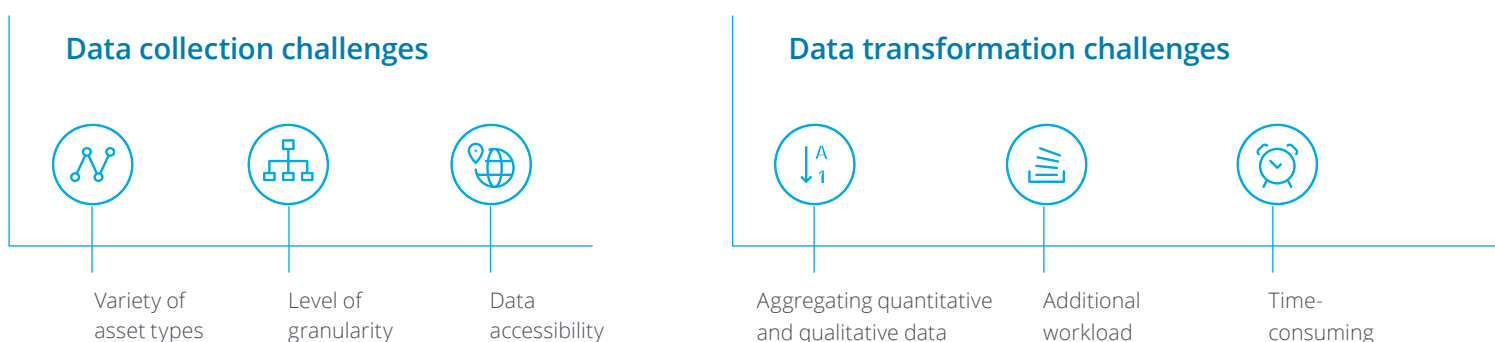 Data collection challenges
Variety of
asset types
Level of
granularity
Data
accessibility
Data transformation challenges
A
1
Aggregating quantitative
and qualitative data
Additional
workload
Time-
consuming